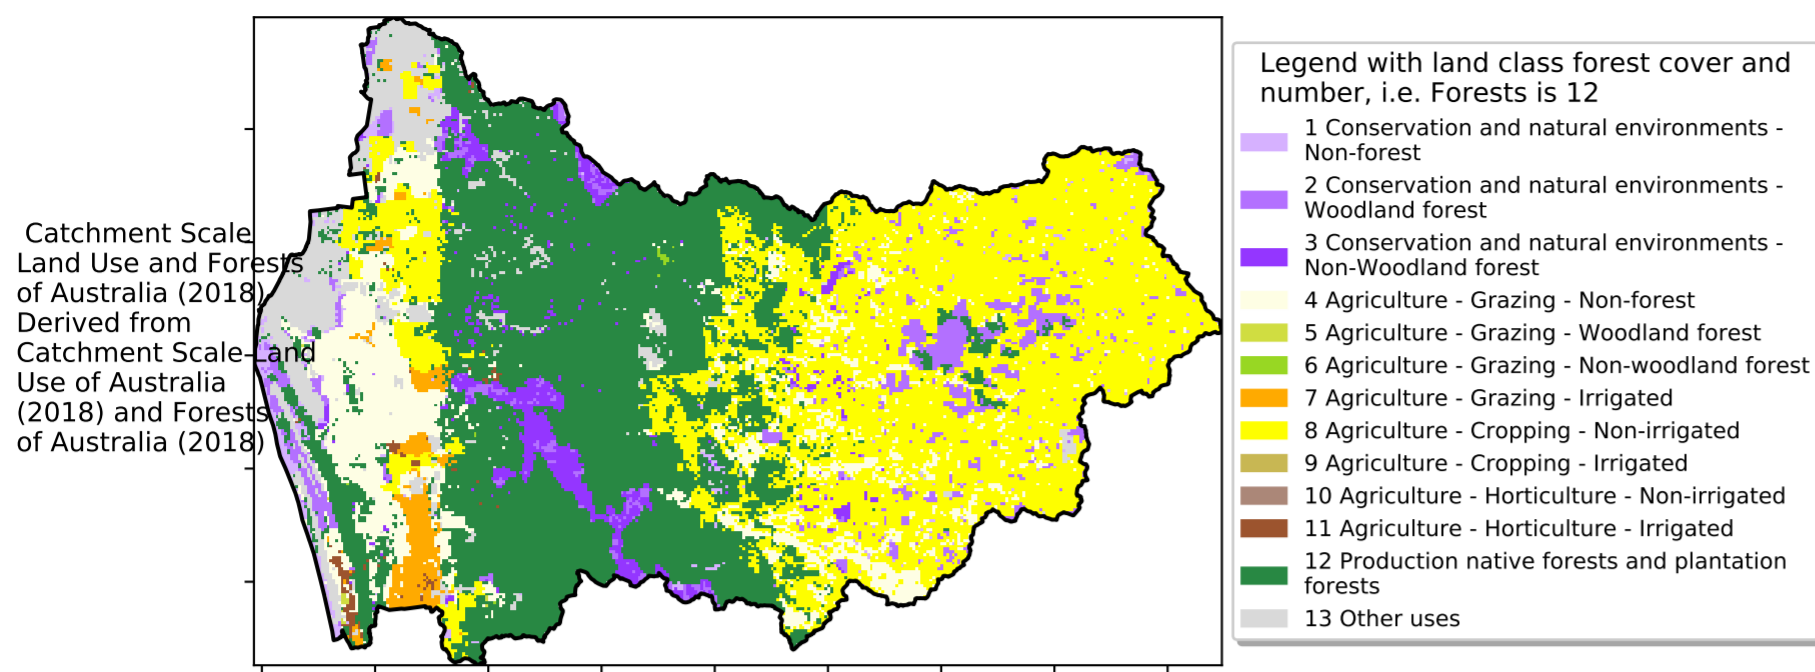 Catchment Scale
Land Use and Forests
of Australia (2018)
Derived from
Catchment Scale Land
Use of Australia
(2018) and Forests
of Australia (2018)
Legend with land class forest cover and
number, i.e. Forests is 12
1 Conservation and natural environments -
Non-forest
2 Conservation and natural environments -
Woodland forest
3 Conservation and natural environments -
Non-Woodland forest
4 Agriculture - Grazing - Non-forest
5 Agriculture - Grazing - Woodland forest
6 Agriculture - Grazing - Non-woodland forest
7 Agriculture - Grazing - Irrigated
8 Agriculture - Cropping - Non-irrigated
9 Agriculture - Cropping - Irrigated
10 Agriculture - Horticulture - Non-irrigated
11 Agriculture - Horticulture - Irrigated
12 Production native forests and plantation
forests
13 Other uses